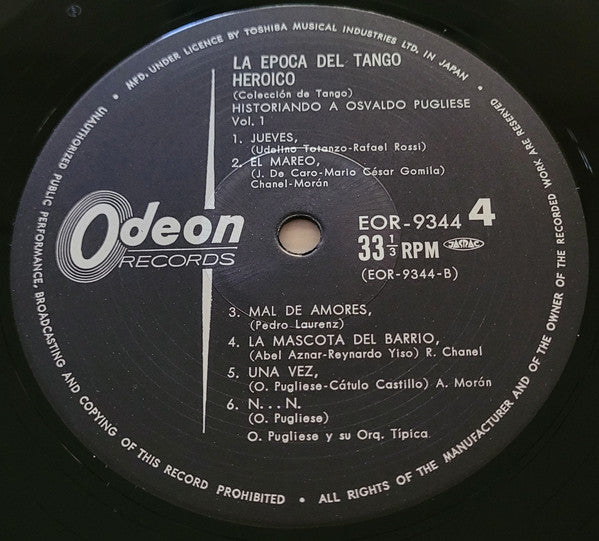 MFD. UNDER LICENCE BY TOSHIBA MUSICAL INDUSTRIES LTD. IN JAPAN •
LA EPOCA DEL TANGO
HEROICO
(Colección de Tango)
HISTORIANDO A OSVALDO PUGLIESE
Vol. 1
1. JUEVES,
(Udelino Totanzo-Rafael Rossi)
2. EL MAREO,
(J. De Caro-Mario César Gomila)
Chanel-Morán
Odeon
RECORDS
EOR-9344 4
33 1/3 RPM JASRAC
(EOR-9344-B)
3. MAL DE AMORES,
(Pedro Laurenz)
4. LA MASCOTA DEL BARRIO,
(Abel Aznar-Reynardo Yiso) R. Chanel
5. UNA VEZ,
(O. Pugliese-Cátulo Castillo) A. Morán
6. N...N.
(O. Pugliese)
O. Pugliese y su Orq. Típica
UNAUTHORIZED PUBLIC PERFORMANCE, BROADCASTING AND COPYING OF THIS RECORD PROHIBITED •
ALL RIGHTS OF THE MANUFACTURER AND OF THE OWNER OF THE RECORDED WORK ARE RESERVED